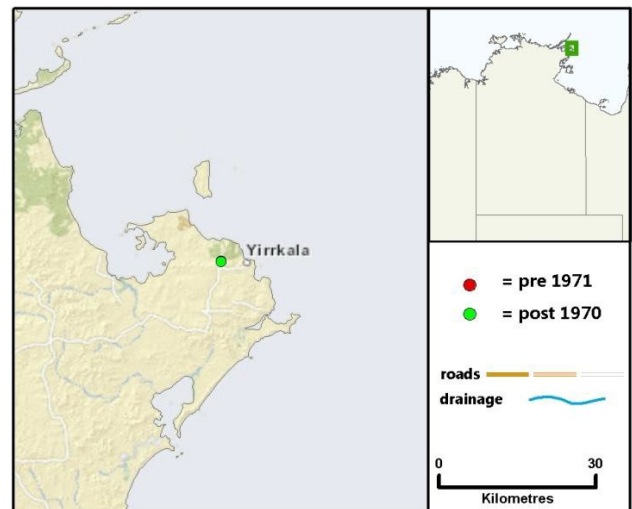 Yirrkala
= pre 1971
= post 1970
roads
drainage
0 30
Kilometres